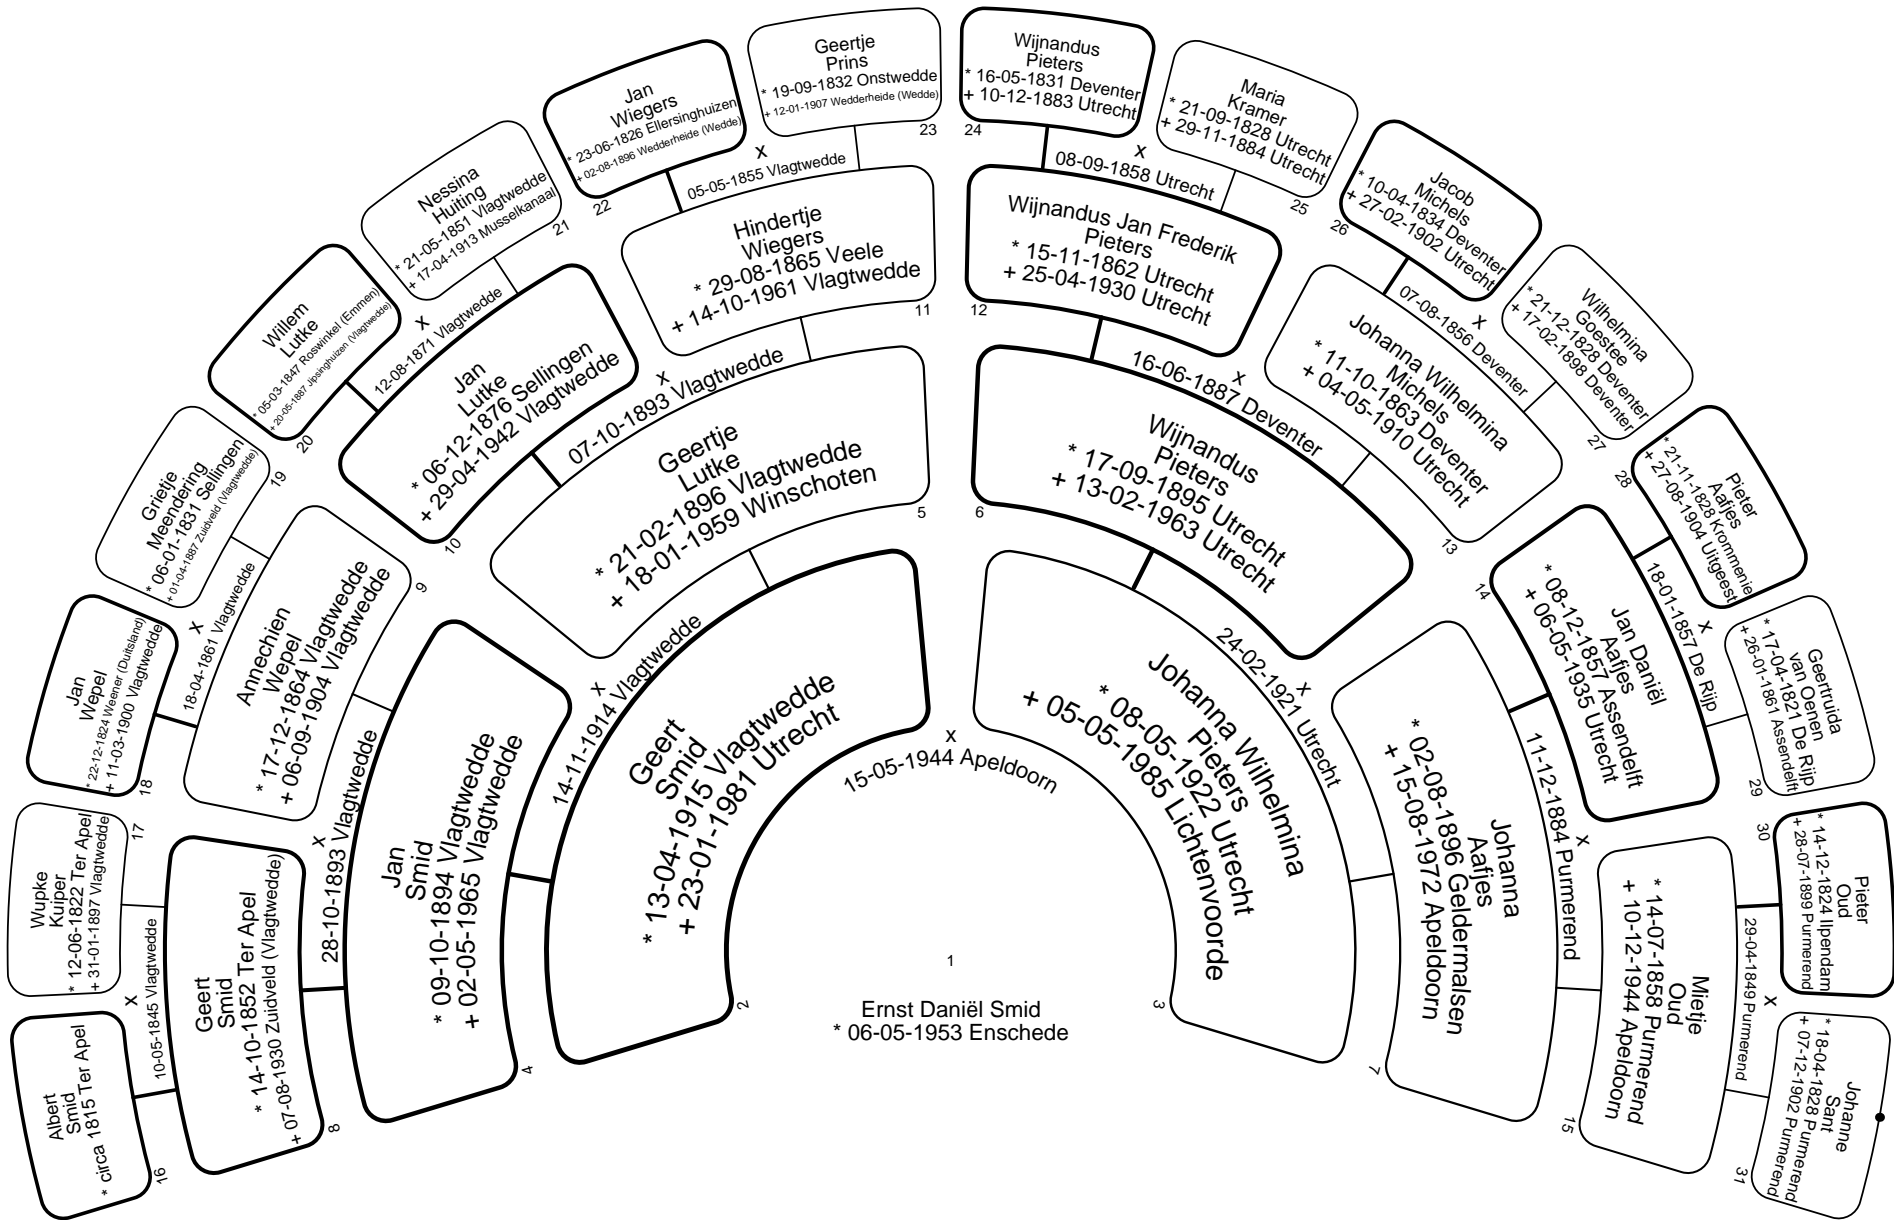 1
Ernst Daniël Smid
* 06-05-1953 Enschede
2
Geert
Smid
* 13-04-1915 Vlagtwedde
+ 23-01-1981 Utrecht
x
15-05-1944 Apeldoorn
3
Johanna Wilhelmina
Pieters
* 08-05-1922 Utrecht
+ 05-05-1985 Lichtenvoorde
4
Jan
Smid
* 09-10-1894 Vlagtwedde
+ 02-05-1965 Vlagtwedde
x
14-11-1914 Vlagtwedde
5
Geertje
Lutke
* 21-02-1896 Vlagtwedde
+ 18-01-1959 Winschoten
6
Wijnandus
Pieters
* 17-09-1895 Utrecht
+ 13-02-1963 Utrecht
x
24-02-1921 Utrecht
7
Johanna
Aafjes
* 02-08-1896 Geldermalsen
+ 15-08-1972 Apeldoorn
8
Geert
Smid
* 14-10-1852 Ter Apel
+ 07-08-1930 Zuidveld (Vlagtwedde)
x
28-10-1893 Vlagtwedde
9
Annechien
Wepel
* 17-12-1864 Vlagtwedde
+ 06-09-1904 Vlagtwedde
10
Jan
Lutke
* 06-12-1876 Sellingen
+ 29-04-1942 Vlagtwedde
x
07-10-1893 Vlagtwedde
11
Hindertje
Wiegers
* 29-08-1865 Veele
+ 14-10-1961 Vlagtwedde
12
Wijnandus Jan Frederik
Pieters
* 15-11-1862 Utrecht
+ 25-04-1930 Utrecht
x
16-06-1887 Deventer
13
Johanna Wilhelmina
Michels
* 11-10-1863 Deventer
+ 04-05-1910 Utrecht
14
Jan Daniël
Aafjes
* 08-12-1857 Assendelft
+ 06-05-1935 Utrecht
x
11-12-1884 Purmerend
15
Mietje
Oud
* 14-07-1858 Purmerend
+ 10-12-1944 Apeldoorn
16
Albert
Smid
* circa 1815 Ter Apel
x
10-05-1845 Vlagtwedde
17
Wupke
Kuiper
* 12-06-1822 Ter Apel
+ 31-01-1897 Vlagtwedde
18
Jan
Wepel
* 22-12-1824 Weener (Duitsland)
+ 11-03-1900 Vlagtwedde
x
18-04-1861 Vlagtwedde
19
Grietje
Meendering
* 06-01-1831 Sellingen
+ 01-04-1887 Zuidveld (Vlagtwedde)
20
Willem
Lutke
* 05-03-1847 Roswinkel (Emmen)
+ 20-05-1887 Jipsinghuizen (Vlagtwedde)
x
12-08-1871 Vlagtwedde
21
Nessina
Huiting
* 21-05-1851 Vlagtwedde
+ 17-04-1913 Musselkanaal
22
Jan
Wiegers
* 23-06-1826 Ellersinghuizen
+ 02-08-1896 Wedderheide (Wedde)
x
05-05-1855 Vlagtwedde
23
Geertje
Prins
* 19-09-1832 Onstwedde
+ 12-01-1907 Wedderheide (Wedde)
24
Wijnandus
Pieters
* 16-05-1831 Deventer
+ 10-12-1883 Utrecht
x
08-09-1858 Utrecht
25
Maria
Kramer
* 21-09-1828 Utrecht
+ 29-11-1884 Utrecht
26
Jacob
Michels
* 10-04-1834 Deventer
+ 27-02-1902 Utrecht
x
07-08-1856 Deventer
27
Wilhelmina
Goestee
* 21-12-1828 Deventer
+ 17-02-1898 Deventer
28
Pieter
Aafjes
* 21-11-1828 Krommenie
+ 27-08-1904 Uitgeest
x
18-01-1857 De Rijp
29
Geertruida
van Oenen
* 17-04-1821 De Rijp
+ 26-01-1861 Assendelft
30
Pieter
Oud
* 14-12-1824 Ilpendam
+ 28-07-1899 Purmerend
x
29-04-1849 Purmerend
31
Johanne
Sant
* 18-04-1828 Purmerend
+ 07-12-1902 Purmerend